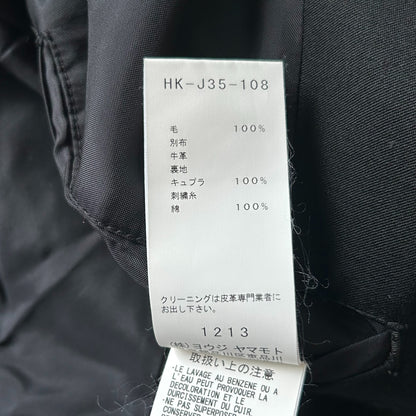 HK-J35-108
毛 100%
別布
牛革
裏地
キュプラ 100%
刺繍糸
綿 100%
クリーニングは皮革専門業者に
お出し下さい。
1213
(株)ヨウジ ヤマモト
取扱い上の注意
•LE LAVAGE AU BENZENE OU A
L'EAU PEUT PROVOQUER LA
DECOLORATION ET LE
DURCISSEMENT DU CUIR.
•NE PAS SUPERPOSER